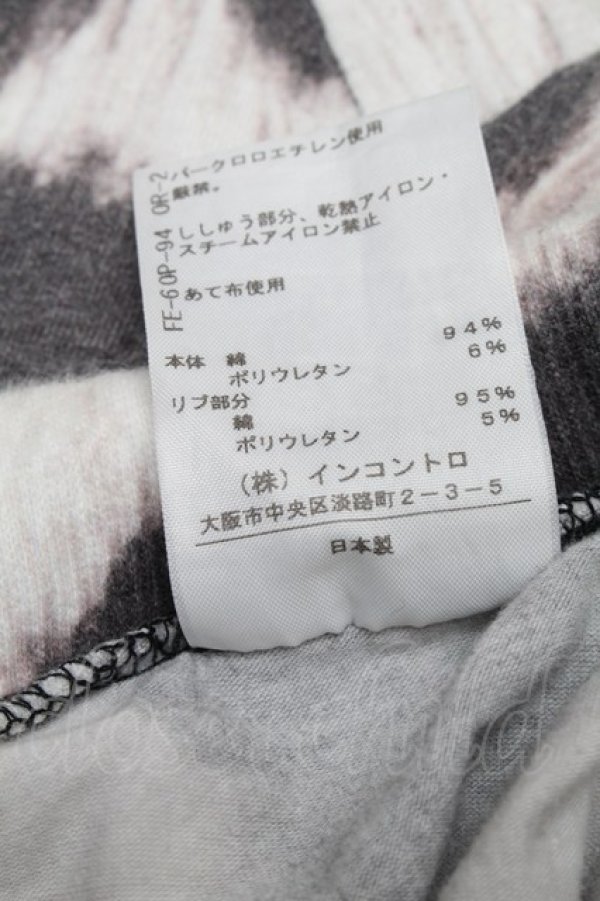 パークロロエチレン使用
厳禁。
ししゅう部分、乾熱アイロン・
スチームアイロン禁止
あて布使用
本体 綿 94%
ポリウレタン 6%
リブ部分
綿 95%
ポリウレタン 5%
(株)インコントロ
大阪市中央区淡路町2-3-5
日本製
FE-60P-94 OR-2
closet child